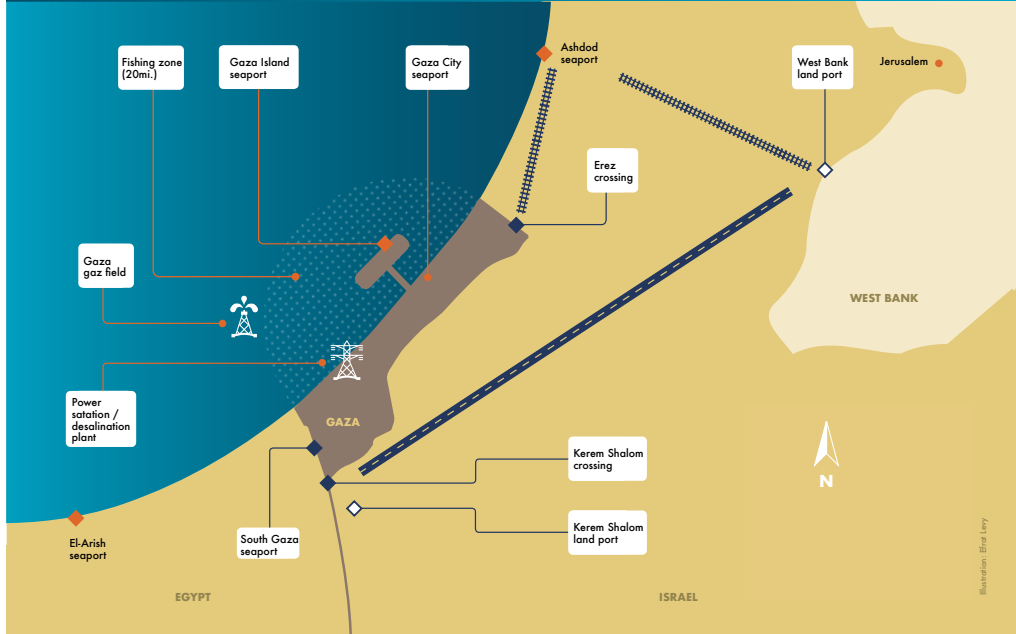 Fishing zone
(20mi.)
Gaza Island
seaport
Gaza City
seaport
Ashdod
seaport
West Bank
land port
Jerusalem
Erez
crossing
Gaza
gaz field
WEST BANK
Power
satation /
desalination
plant
GAZA
Kerem Shalom
crossing
N
South Gaza
seaport
Kerem Shalom
land port
El-Arish
seaport
EGYPT
ISRAEL
Illustration: Efrat Levy